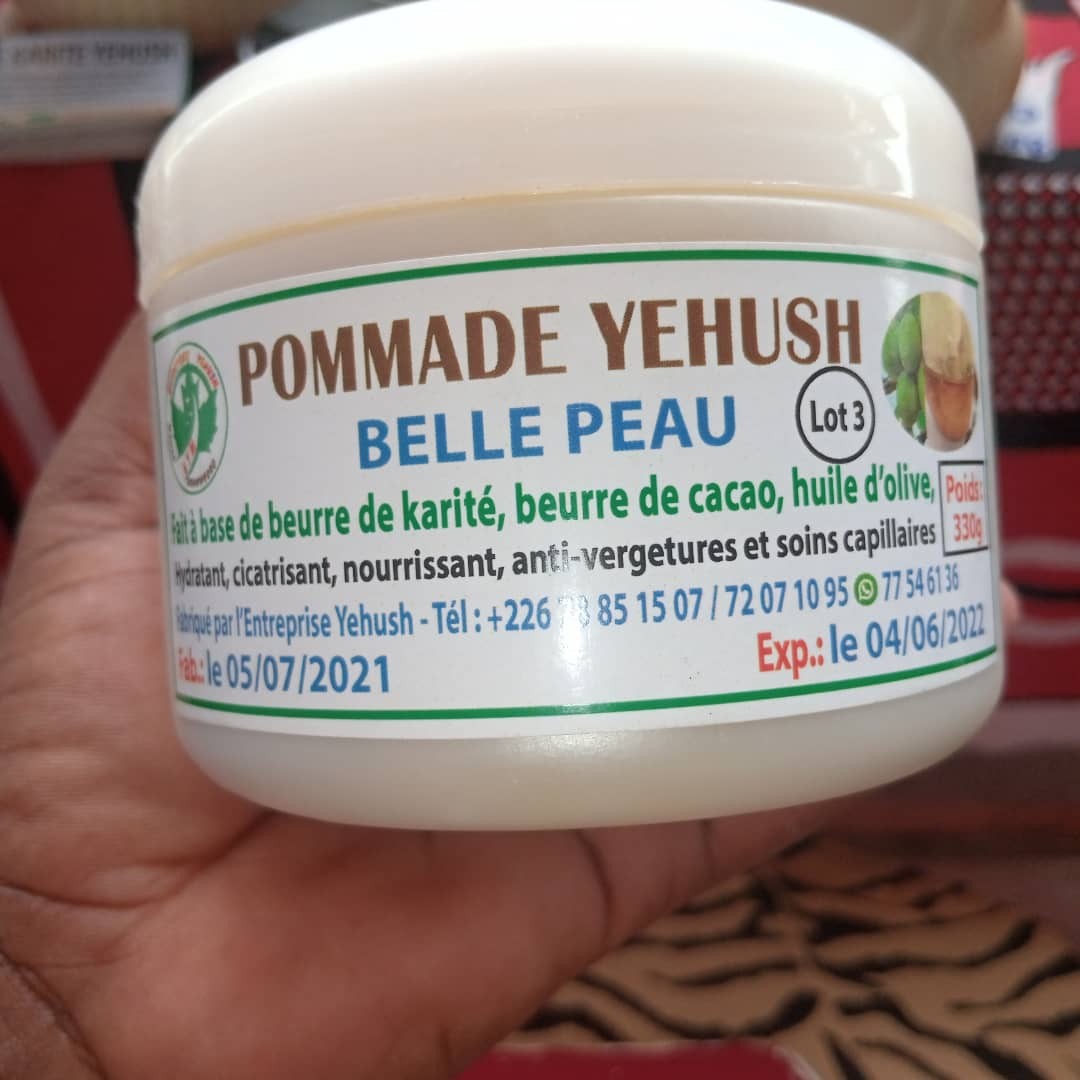 KARITE YEHUSH
POMMADE YEHUSH
BELLE PEAU
Lot 3
Fait à base de beurre de karité, beurre de cacao, huile d'olive,
Poids:
330g
Hydratant, cicatrisant, nourrissant, anti-vergetures et soins capillaires
Fabriqué par l'Entreprise Yehush - Tél : +226 85 15 07 / 72 07 10 95 77 54 61 36
Fab.: le 05/07/2021
Exp.: le 04/06/2022